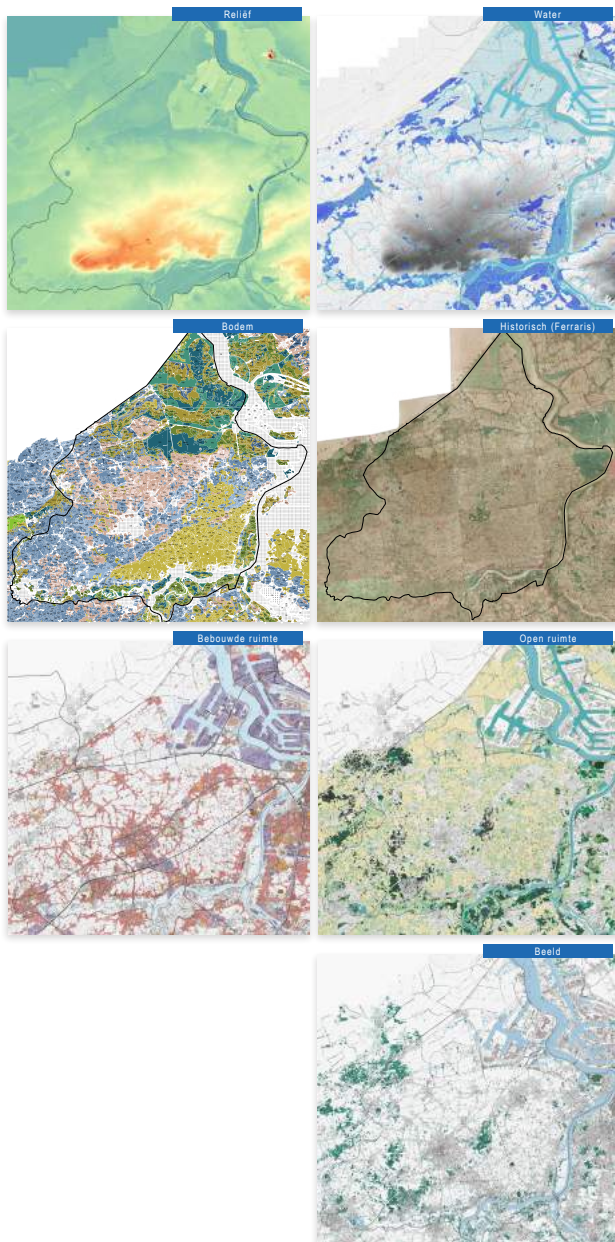 Reliëf
Water
Bodem
Historisch (Ferraris)
Bebouwde ruimte
Open ruimte
Beeld